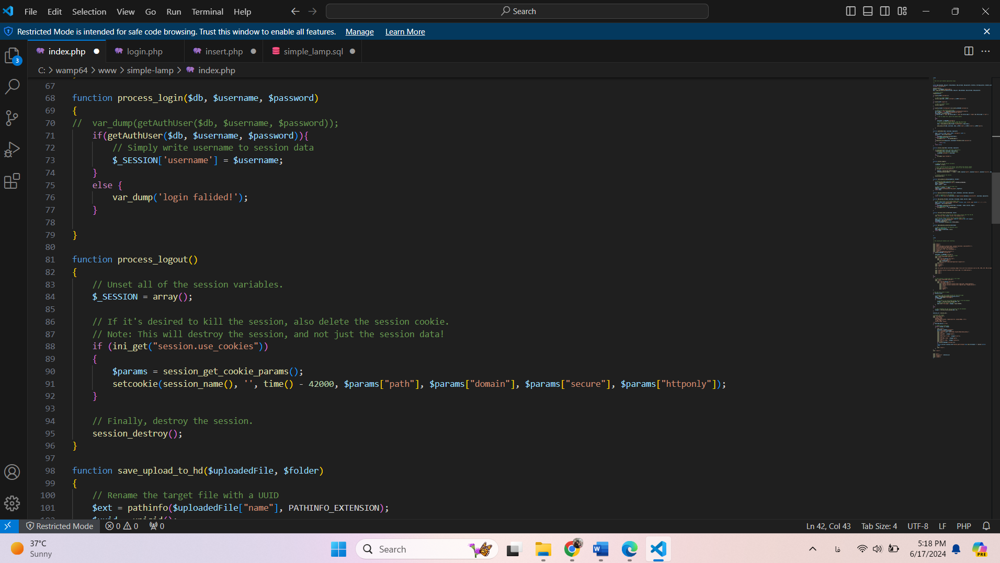 File Edit Selection View Go Run Terminal Help Search
Restricted Mode is intended for safe code browsing. Trust this window to enable all features. Manage Learn More
3
index.php login.php insert.php simple_lamp.sql
C: > wamp64 > www > simple-lamp > index.php
67
68 function process_login($db, $username, $password)
69 {
70 // var_dump(getAuthUser($db, $username, $password));
71 if(getAuthUser($db, $username, $password)){
72 // Simply write username to session data
73 $_SESSION['username'] = $username;
74 }
75 else {
76 var_dump('login falided!');
77 }
78
79 }
80
81 function process_logout()
82 {
83 // Unset all of the session variables.
84 $_SESSION = array();
85
86 // If it's desired to kill the session, also delete the session cookie.
87 // Note: This will destroy the session, and not just the session data!
88 if (ini_get("session.use_cookies"))
89 {
90 $params = session_get_cookie_params();
91 setcookie(session_name(), '', time() - 42000, $params["path"], $params["domain"], $params["secure"], $params["httponly"]);
92 }
93
94 // Finally, destroy the session.
95 session_destroy();
96 }
97
98 function save_upload_to_hd($uploadedFile, $folder)
99 {
100 // Rename the target file with a UUID
101 $ext = pathinfo($uploadedFile["name"], PATHINFO_EXTENSION);
Restricted Mode 0 0 0 Ln 42, Col 43 Tab Size: 4 UTF-8 LF PHP
37°C
Sunny
Search
فا
5:18 PM
6/17/2024
PRE